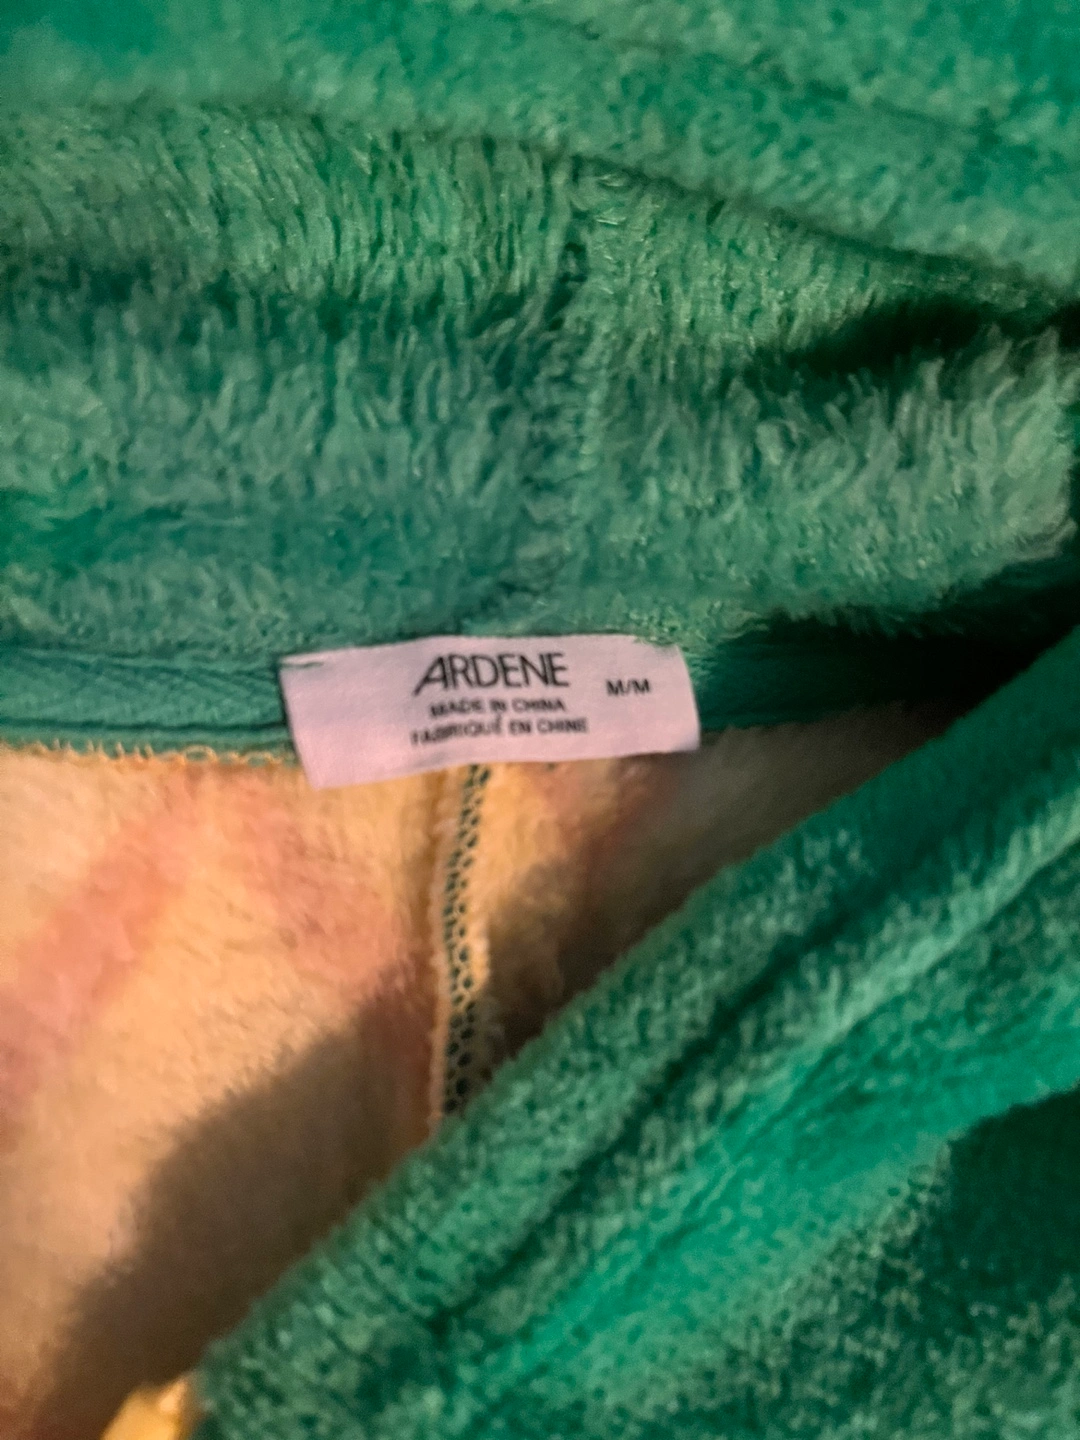 ARDENE
M/M
MADE IN CHINA
FABRIQUÉ EN CHINE